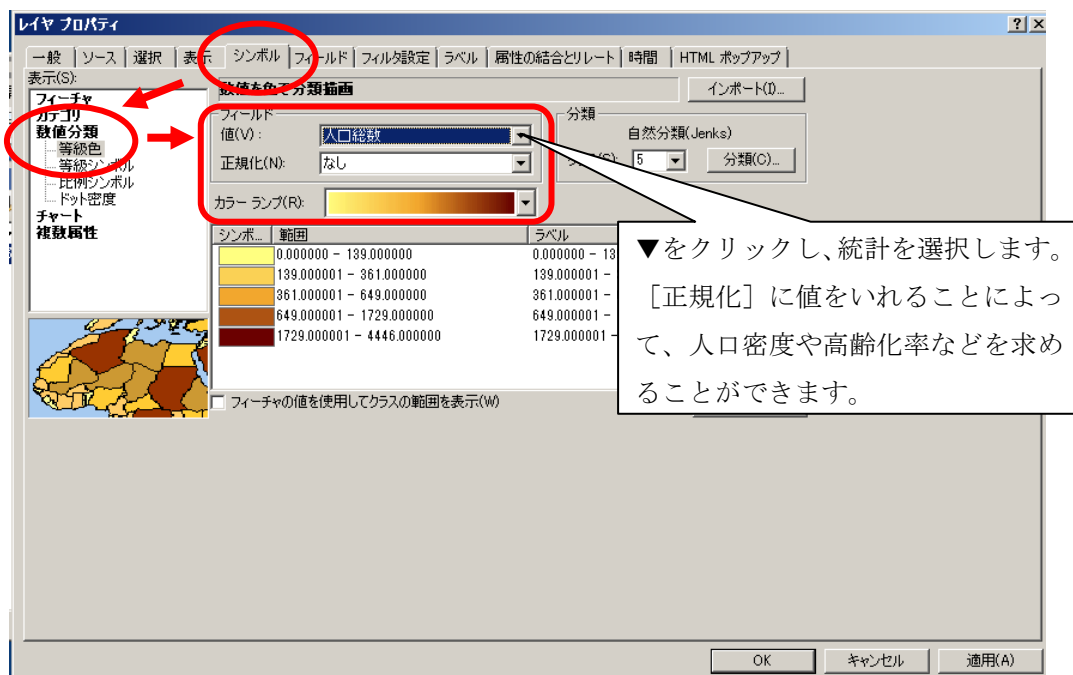 レイヤ プロパティ
一般 ソース 選択 表示 シンボル フィールド フィルタ設定 ラベル 属性の結合とリレート 時間 HTML ポップアップ
表示(S):
フィーチャ
カテゴリ
数値分類
等級色
等級シンボル
比例シンボル
ドット密度
チャート
複数属性
数値を色で分類描画
インポート(I)...
フィールド
値(V):
人口総数
正規化(N):
なし
カラー ランプ(R):
分類
自然分類(Jenks)
5
分類(C)...
シンボ... 範囲 ラベル
0.000000 - 139.000000 0.000000 - 13
139.000001 - 361.000000 139.000001 -
361.000001 - 649.000000 361.000001 -
649.000001 - 1729.000000 649.000001 -
1729.000001 - 4446.000000 1729.000001 -
フィーチャの値を使用してクラスの範囲を表示(W)
▼をクリックし、統計を選択します。
［正規化］に値をいれることによっ
て、人口密度や高齢化率などを求め
ることができます。
OK キャンセル 適用(A)